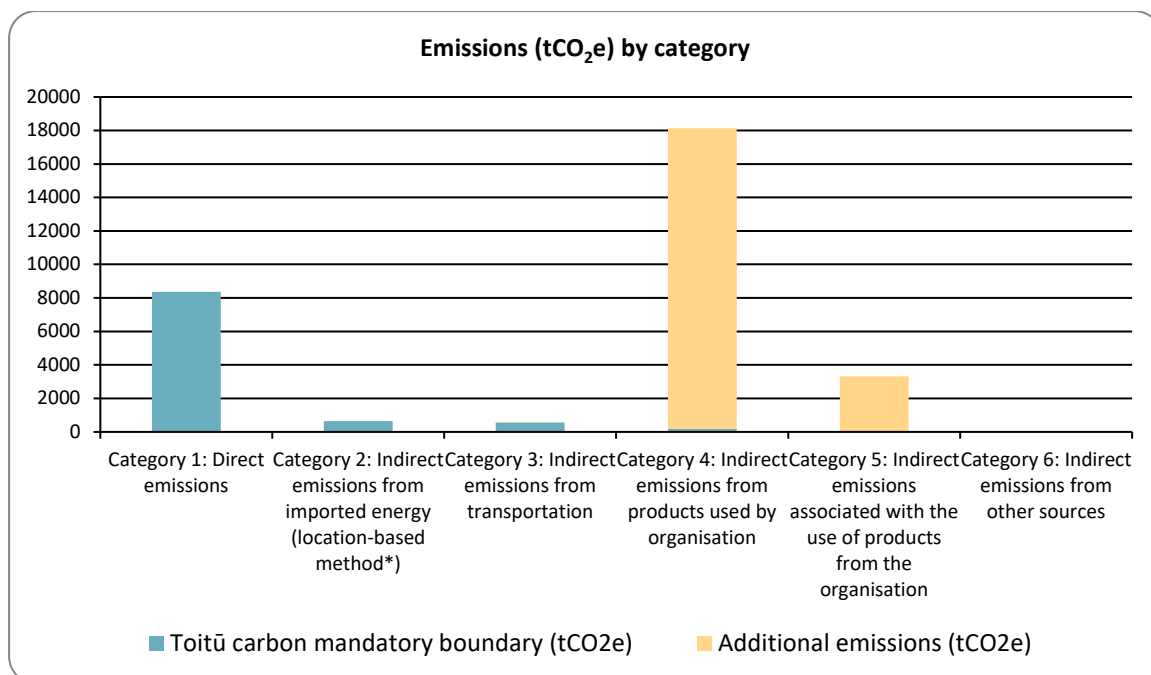 Emissions (tCO₂e) by category
20000
18000
16000
14000
12000
10000
8000
6000
4000
2000
0
Category 1: Direct
emissions
Category 2: Indirect
emissions from
imported energy
(location-based
method*)
Category 3: Indirect
emissions from
transportation
Category 4: Indirect
emissions from
products used by
organisation
Category 5: Indirect
emissions
associated with the
use of products
from the
organisation
Category 6: Indirect
emissions from
other sources
Toitū carbon mandatory boundary (tCO2e)
Additional emissions (tCO2e)